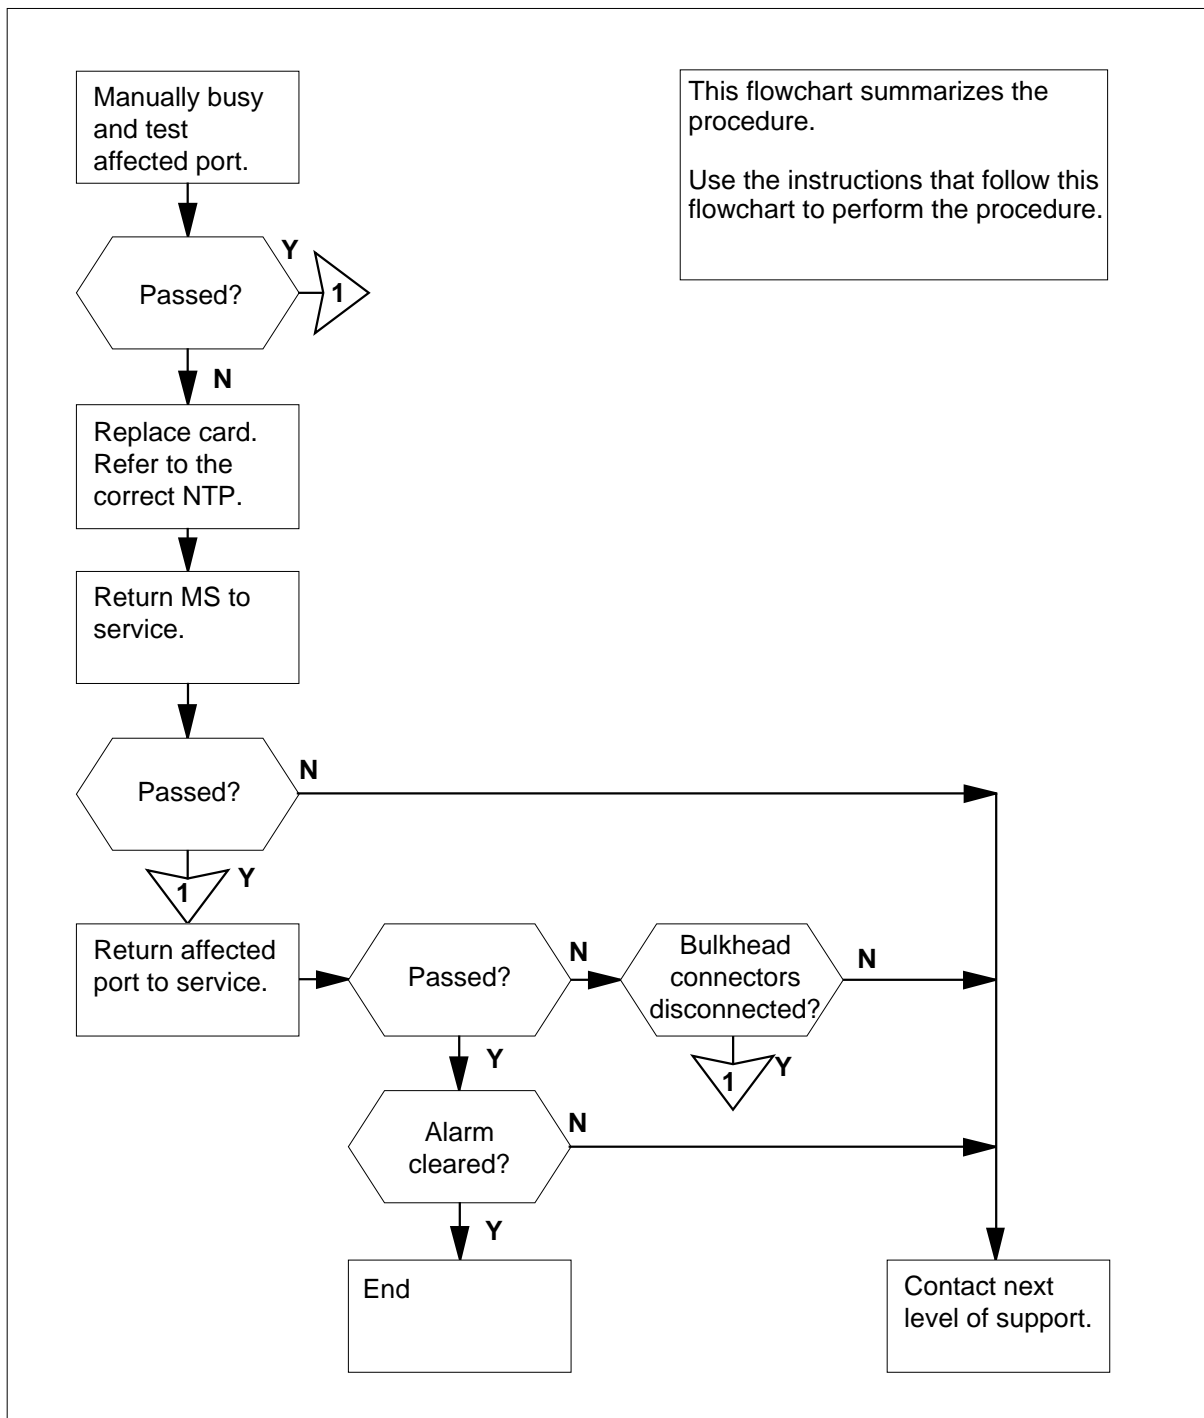 Manually busy
and test
affected port.
This flowchart summarizes the
procedure.
Use the instructions that follow this
flowchart to perform the procedure.
Y
Passed?
1
N
Replace card.
Refer to the
correct NTP.
Return MS to
service.
N
Passed?
1
Y
Return affected
port to service.
Passed?
N
Bulkhead
connectors
disconnected?
N
Y
1
Y
Alarm
cleared?
N
Y
End
Contact next
level of support.